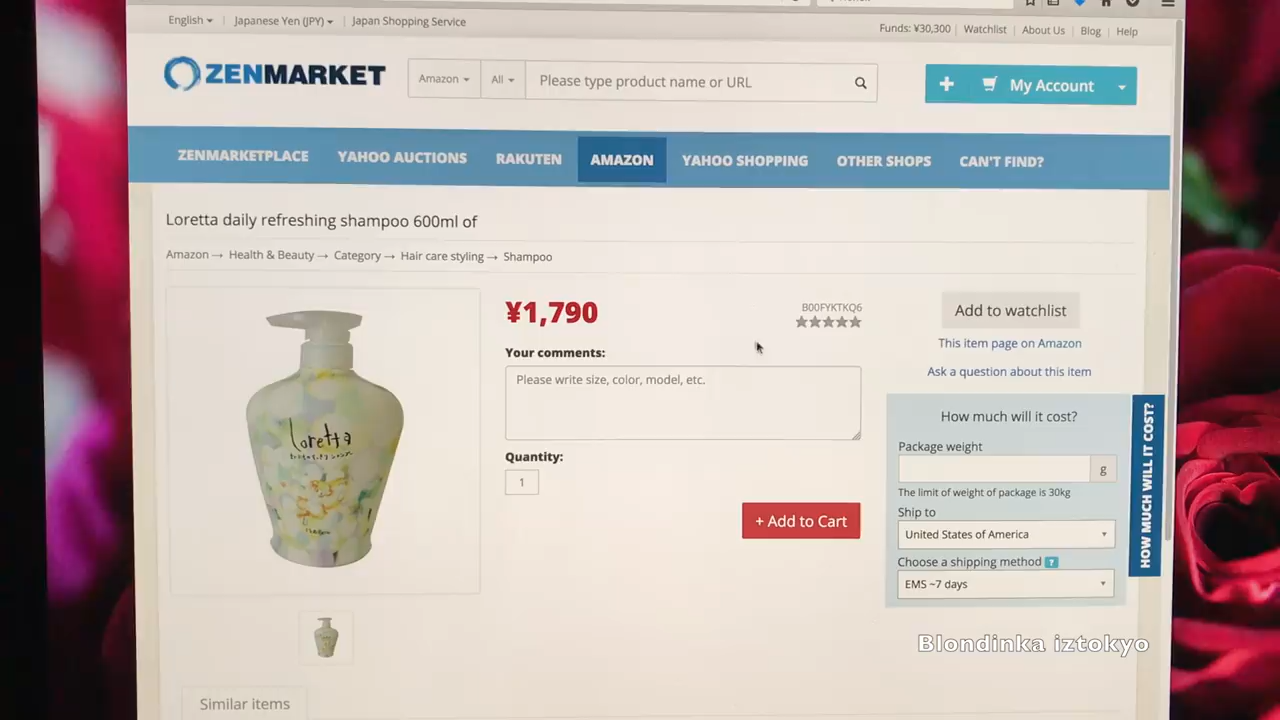 English
Japanese Yen (JPY)
Japan Shopping Service
Funds: ¥30,300
Watchlist
About Us
Blog
Help
ZENMARKET
Amazon
All
Please type product name or URL
My Account
ZENMARKETPLACE
YAHOO AUCTIONS
RAKUTEN
AMAZON
YAHOO SHOPPING
OTHER SHOPS
CAN'T FIND?
Loretta daily refreshing shampoo 600ml of
Amazon → Health & Beauty → Category → Hair care styling → Shampoo
loretta
¥1,790
B00FYKTKQ6
Your comments:
Please write size, color, model, etc.
Quantity:
1
+ Add to Cart
Add to watchlist
This item page on Amazon
Ask a question about this item
How much will it cost?
Package weight
g
The limit of weight of package is 30kg
Ship to
United States of America
Choose a shipping method ?
EMS ~7 days
HOW MUCH WILL IT COST?
Blondinka iztokyo
Similar items